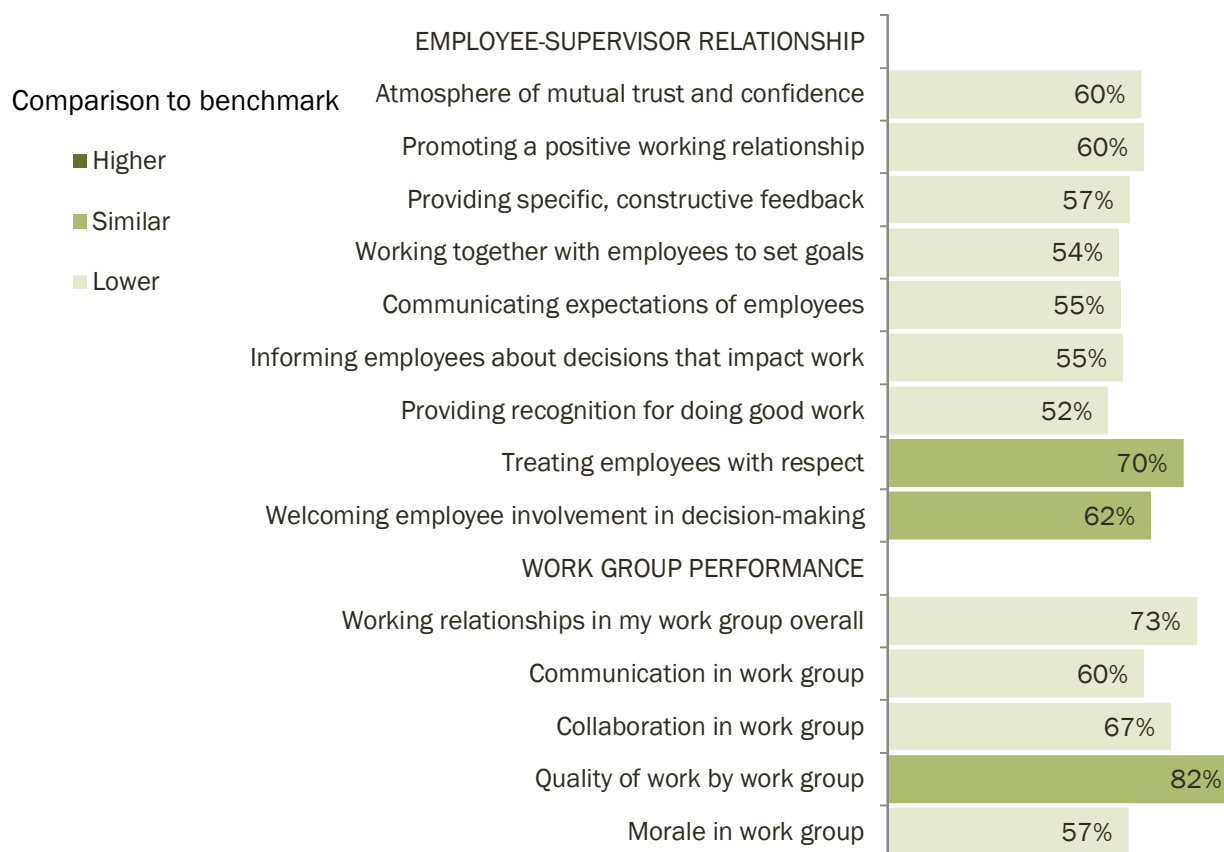 EMPLOYEE-SUPERVISOR RELATIONSHIP
Comparison to benchmark
Higher
Similar
Lower
Atmosphere of mutual trust and confidence 60%
Promoting a positive working relationship 60%
Providing specific, constructive feedback 57%
Working together with employees to set goals 54%
Communicating expectations of employees 55%
Informing employees about decisions that impact work 55%
Providing recognition for doing good work 52%
Treating employees with respect 70%
Welcoming employee involvement in decision-making 62%
WORK GROUP PERFORMANCE
Working relationships in my work group overall 73%
Communication in work group 60%
Collaboration in work group 67%
Quality of work by work group 82%
Morale in work group 57%